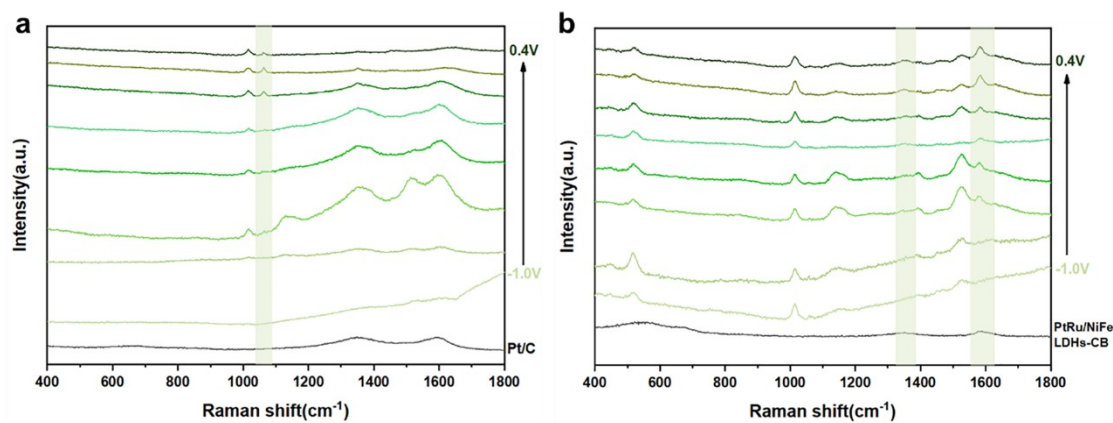 a
0.4V
-1.0V
Pt/C
Intensity(a.u.)
400 600 800 1000 1200 1400 1600 1800
Raman shift(cm-1)
b
0.4V
-1.0V
PtRu/NiFe
LDHs-CB
Intensity(a.u.)
400 600 800 1000 1200 1400 1600 1800
Raman shift(cm-1)